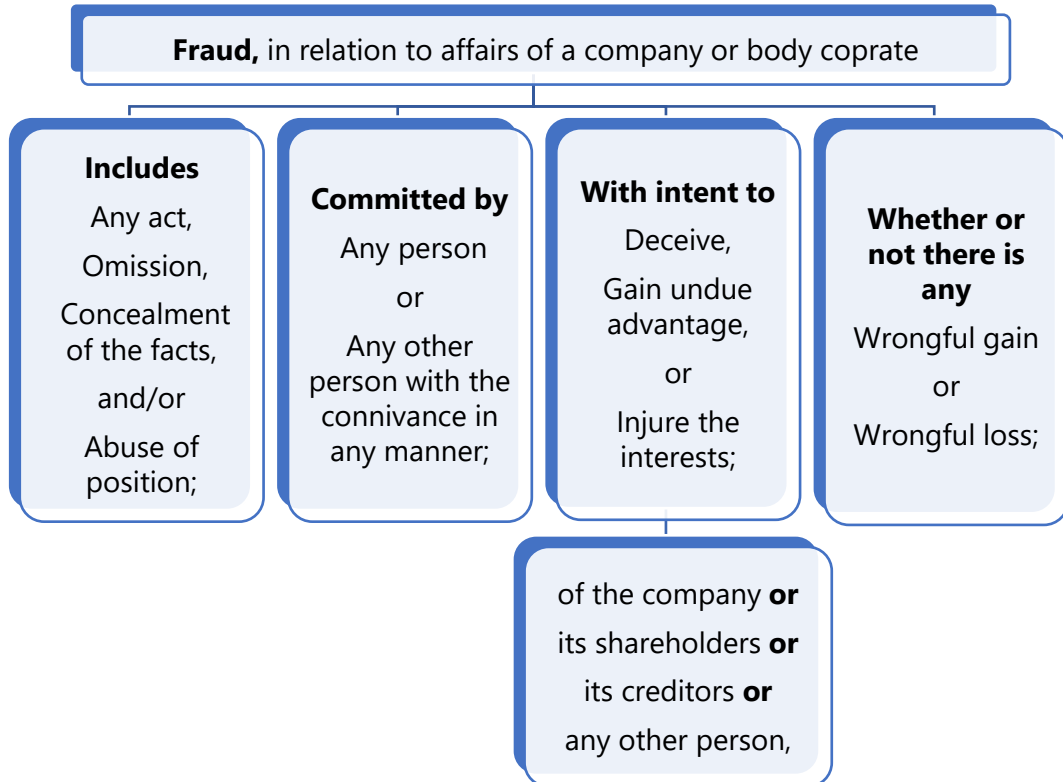 Fraud, in relation to affairs of a company or body coprate
Includes
Any act,
Omission,
Concealment
of the facts,
and/or
Abuse of
position;
Committed by
Any person
or
Any other
person with the
connivance in
any manner;
With intent to
Deceive,
Gain undue
advantage,
or
Injure the
interests;
of the company or
its shareholders or
its creditors or
any other person,
Whether or
not there is
any
Wrongful gain
or
Wrongful loss;